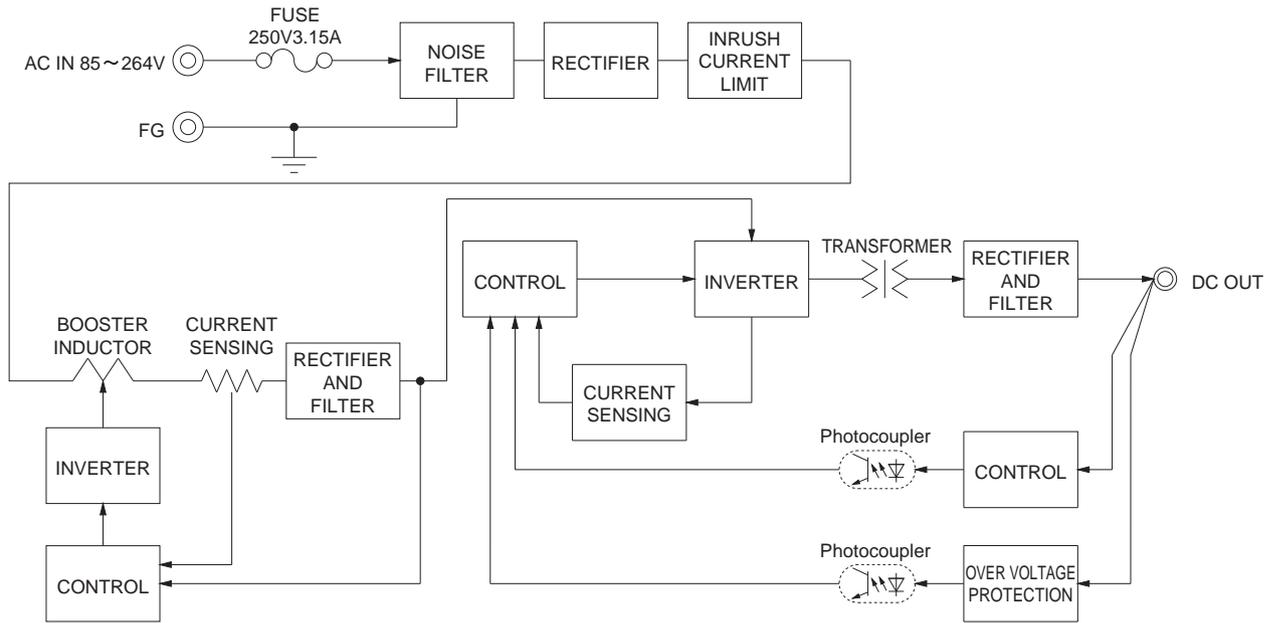 FUSE
250V3.15A
AC IN 85～264V
NOISE
FILTER
RECTIFIER
INRUSH
CURRENT
LIMIT
FG
CONTROL
INVERTER
TRANSFORMER
RECTIFIER
AND
FILTER
DC OUT
BOOSTER
INDUCTOR
CURRENT
SENSING
RECTIFIER
AND
FILTER
CURRENT
SENSING
INVERTER
Photocoupler
CONTROL
CONTROL
Photocoupler
OVER VOLTAGE
PROTECTION